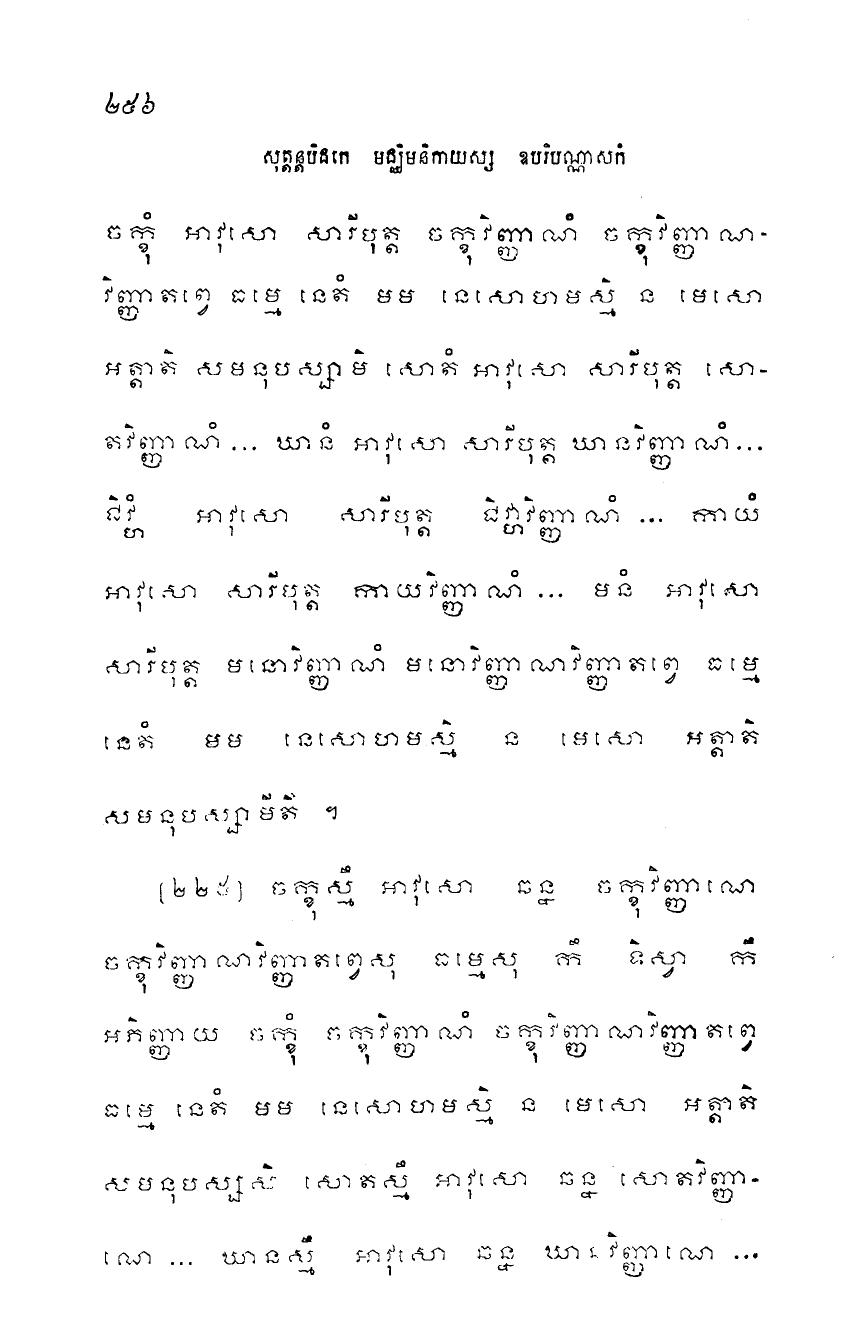 ២៥៦
សុត្តន្តបិដកេ មជ្ឈិមនិកាយស្ស ឧបរិបណ្ណាសកំ
ចក្ខុំ អាវុសោ សារីបុត្ត ចក្ខុវិញ្ញាណំ ចក្ខុវិញ្ញាណ-
វិញ្ញាតព្វេ ធម្មេ នេតំ មម នេសោហមស្មិ ន មេសោ
អត្តាតិ សមនុបស្សាមិ សោតំ អាវុសោ សារីបុត្ត សោ-
តវិញ្ញាណំ ... ឃានំ អាវុសោ សារីបុត្ត ឃានវិញ្ញាណំ ...
ជិវ្ហំ អាវុសោ សារីបុត្ត ជិវ្ហាវិញ្ញាណំ ... កាយំ
អាវុសោ សារីបុត្ត កាយវិញ្ញាណំ ... មនំ អាវុសោ
សារីបុត្ត មនោវិញ្ញាណំ មនោវិញ្ញាណវិញ្ញាតព្វេ ធម្មេ
នេតំ មម នេសោហមស្មិ ន មេសោ អត្តាតិ
សមនុបស្សាមីតិ ។
[២២៥] ចក្ខុស្មឹ អាវុសោ ឆន្ន ចក្ខុវិញ្ញាណេ
ចក្ខុវិញ្ញាណវិញ្ញាតព្វេសុ ធម្មេសុ កឹ ទិស្វា កឹ
អភិញ្ញាយ ចក្ខុំ ចក្ខុវិញ្ញាណំ ចក្ខុវិញ្ញាណវិញ្ញាតព្វេ
ធម្មេ នេតំ មម នេសោហមស្មិ ន មេសោ អត្តាតិ
សមនុបស្សសិ សោតស្មឹ អាវុសោ ឆន្ន សោតវិញ្ញា-
ណេ ... ឃានស្មឹ អាវុសោ ឆន្ន ឃានវិញ្ញាណេ ...